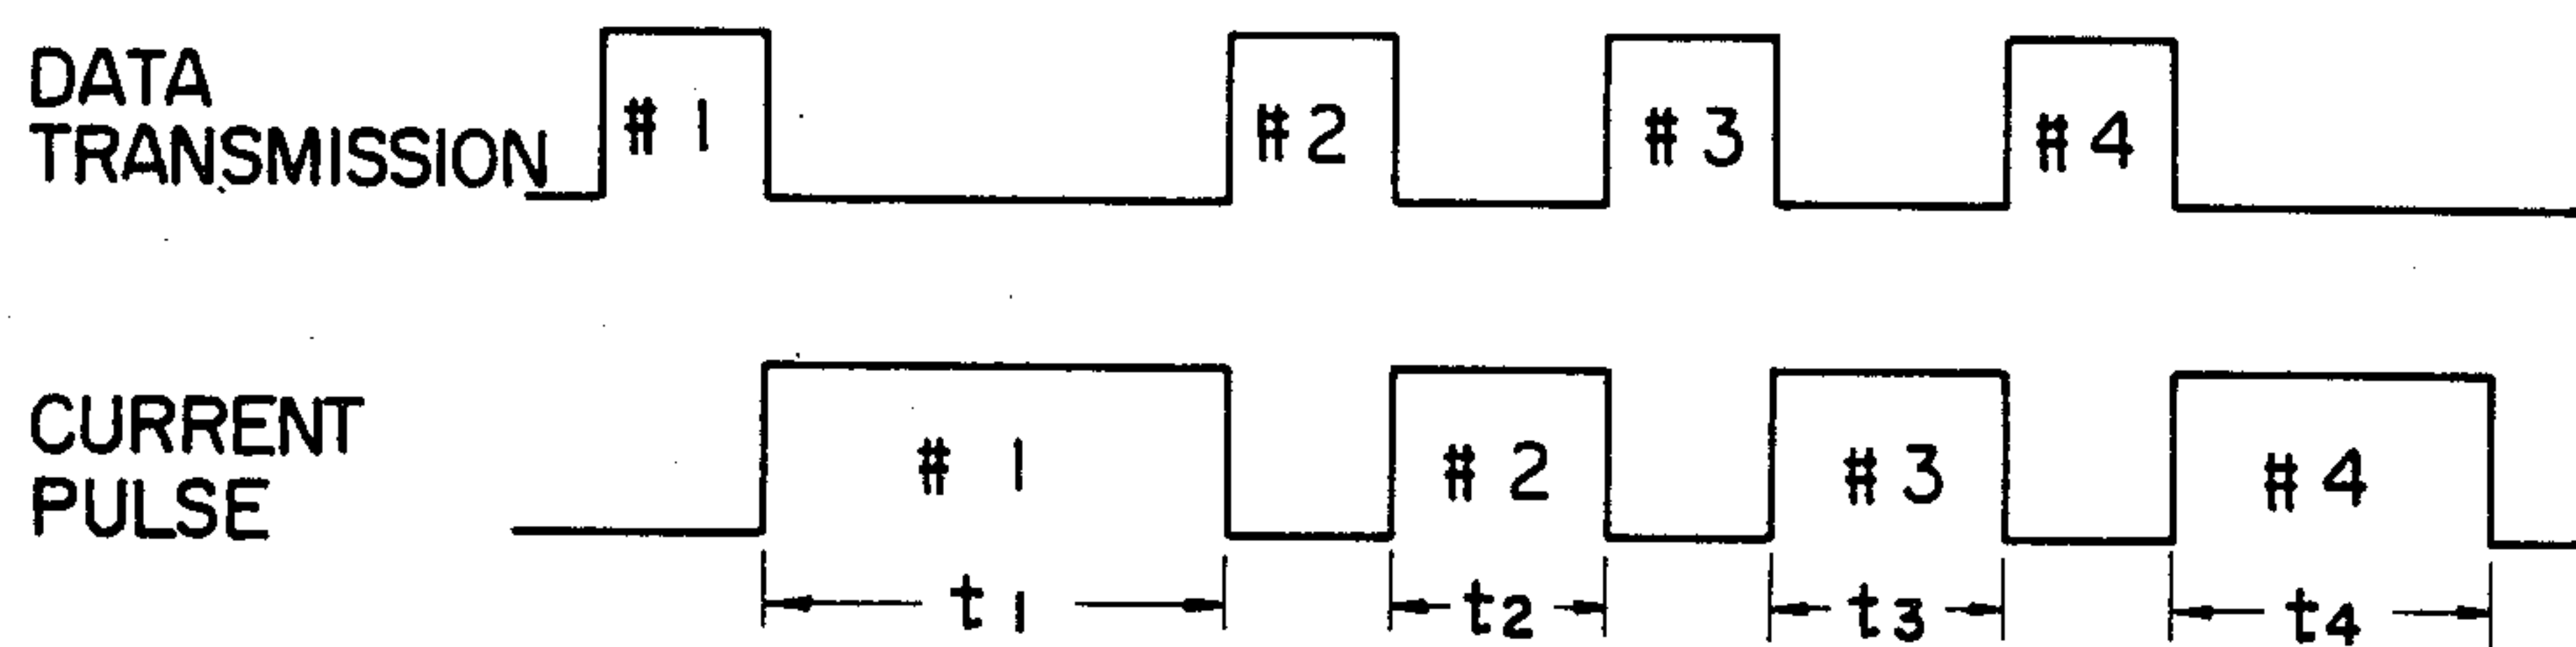 DATA
TRANSMISSION
#1 #2 #3 #4
CURRENT
PULSE
#1 #2 #3 #4
t1 t2 t3 t4